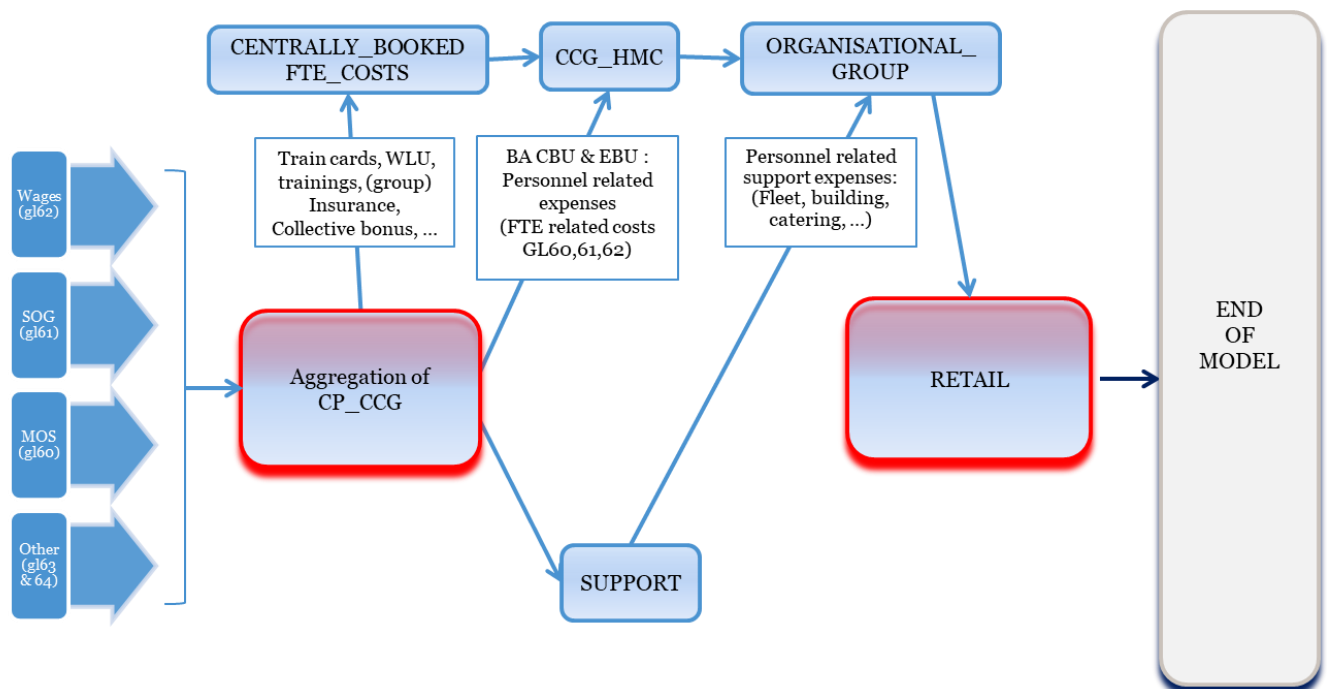 CENTRALLY_BOOKED
FTE_COSTS
CCG_HMC
ORGANISATIONAL_
GROUP
Train cards, WLU,
trainings, (group)
Insurance,
Collective bonus, ...
BA CBU & EBU :
Personnel related
expenses
(FTE related costs
GL60,61,62)
Personnel related
support expenses:
(Fleet, building,
catering, ...)
Wages
(gl62)
SOG
(gl61)
MOS
(gl60)
Other
(gl63
& 64)
Aggregation of
CP_CCG
SUPPORT
RETAIL
END
OF
MODEL